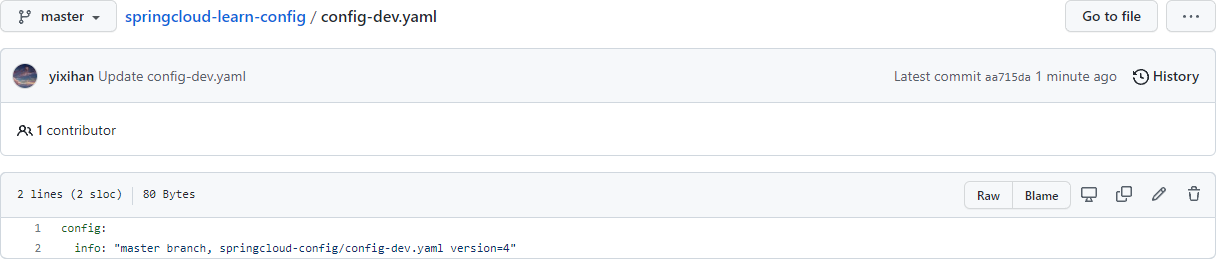 master springcloud-learn-config / config-dev.yaml Go to file ...
yixihan Update config-dev.yaml Latest commit aa715da 1 minute ago History
1 contributor
2 lines (2 sloc) 80 Bytes Raw Blame
1 config:
2 info: "master branch, springcloud-config/config-dev.yaml version=4"